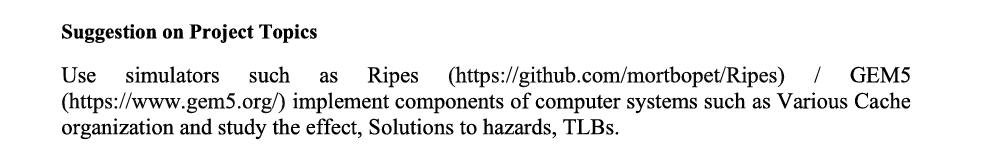 Suggestion on Project Topics
Use simulators such as Ripes (https://github.com/mortbopet/Ripes) / GEM5
(https://www.gem5.org/) implement components of computer systems such as Various Cache
organization and study the effect, Solutions to hazards, TLBs.